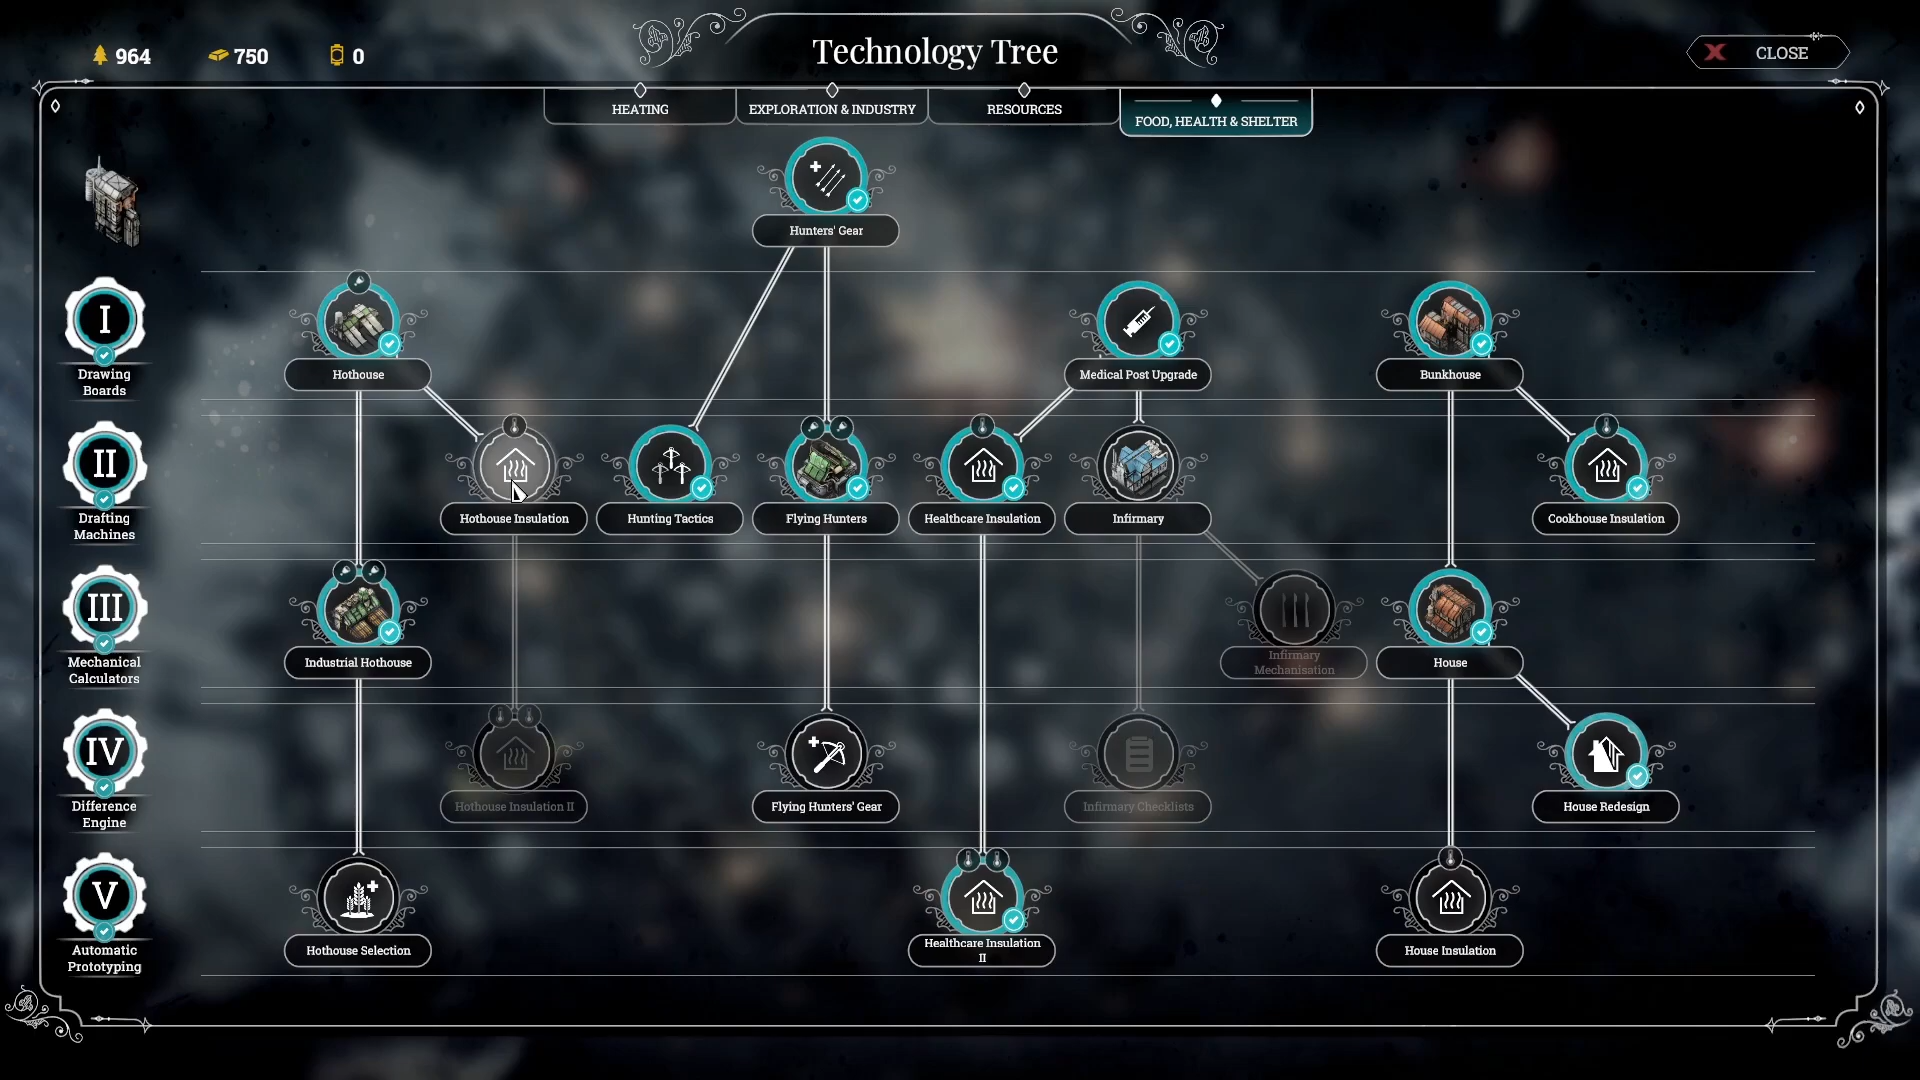 964
750
0
Technology Tree
CLOSE
HEATING
EXPLORATION & INDUSTRY
RESOURCES
FOOD, HEALTH & SHELTER
Hunters' Gear
I
Drawing
Boards
Hothouse
Medical Post Upgrade
Bunkhouse
II
Drafting
Machines
Hothouse Insulation
Hunting Tactics
Flying Hunters
Healthcare Insulation
Infirmary
Cookhouse Insulation
III
Mechanical
Calculators
Industrial Hothouse
Infirmary
Mechanisation
House
IV
Difference
Engine
Hothouse Insulation II
Flying Hunters' Gear
Infirmary Checklists
House Redesign
V
Automatic
Prototyping
Hothouse Selection
Healthcare Insulation
II
House Insulation